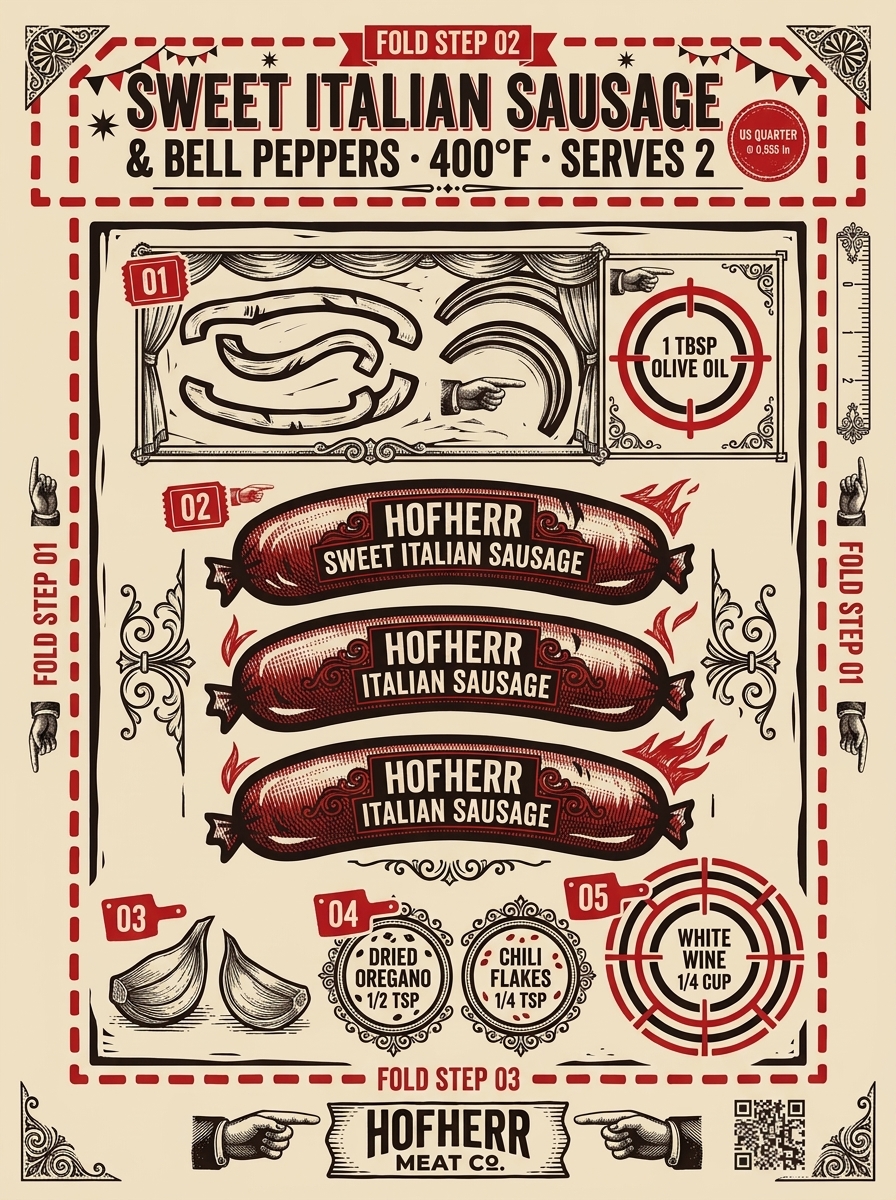 FOLD STEP 02
SWEET ITALIAN SAUSAGE
& BELL PEPPERS · 400°F · SERVES 2
US QUARTER
@ 0,555 In
01
1 TBSP
OLIVE OIL
0
1
2
02
HOFHERR
SWEET ITALIAN SAUSAGE
FOLD STEP 01
FOLD STEP 01
HOFHERR
ITALIAN SAUSAGE
HOFHERR
ITALIAN SAUSAGE
03
04
DRIED
OREGANO
1/2 TSP
CHILI
FLAKES
1/4 TSP
05
WHITE
WINE
1/4 CUP
FOLD STEP 03
HOFHERR
MEAT CO.